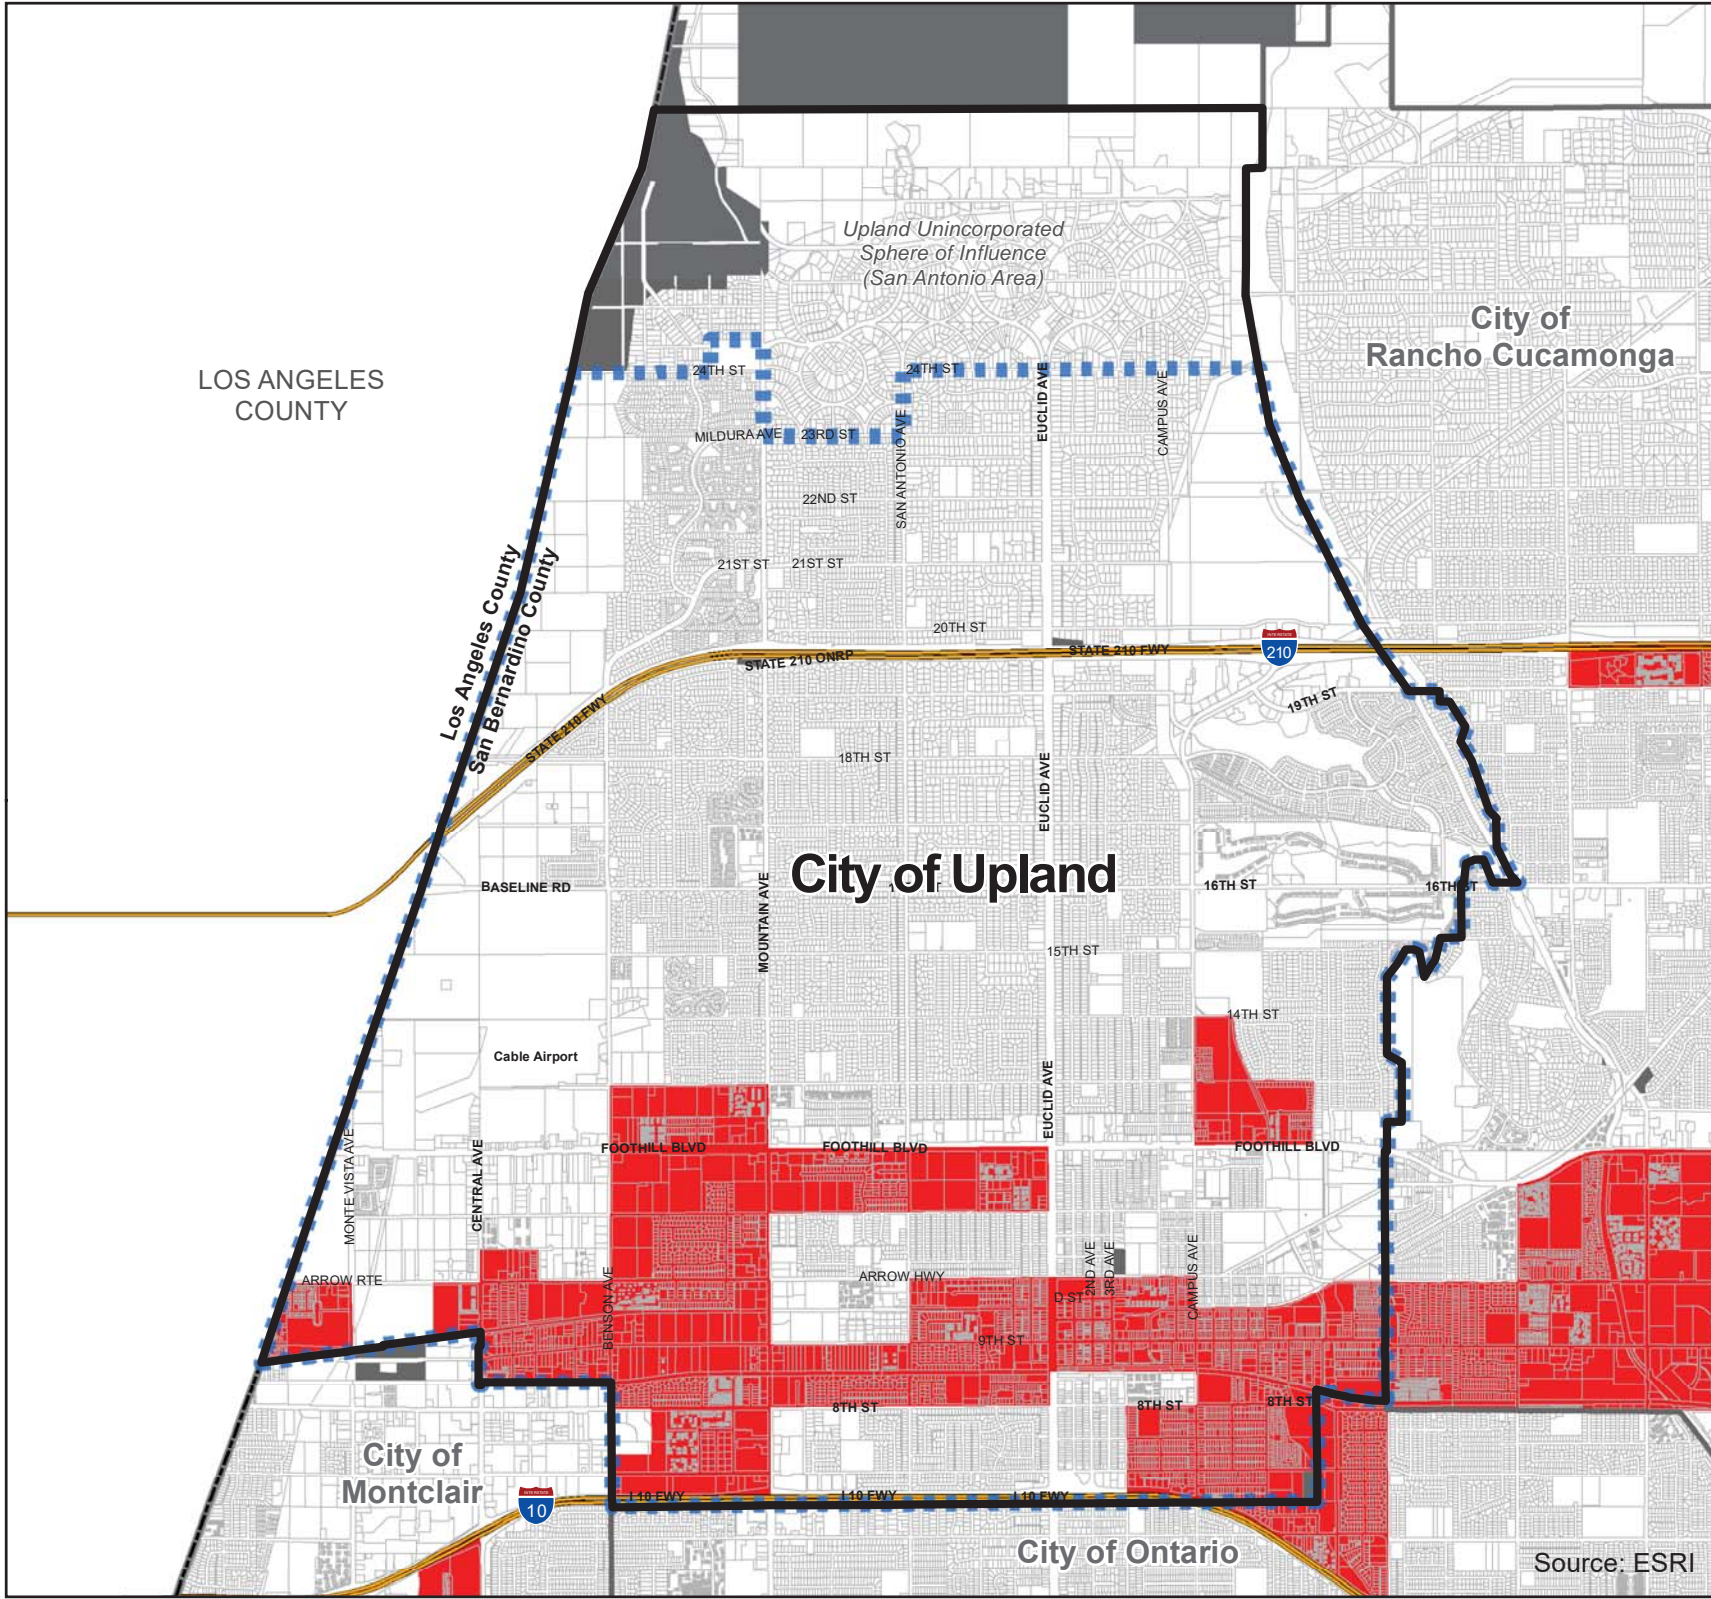 Upland Unincorporated
Sphere of Influence
(San Antonio Area)
City of
Rancho Cucamonga
LOS ANGELES
COUNTY
24TH ST
24TH ST
EUCLID AVE
CAMPUS AVE
MILDURA AVE
23RD ST
SAN ANTONIO AVE
22ND ST
Los Angeles County
San Bernardino County
21ST ST
21ST ST
20TH ST
STATE 210 ONRP
STATE 210 FWY
INTERSTATE
210
19TH ST
STATE 210 FWY
18TH ST
EUCLID AVE
City of Upland
BASELINE RD
MOUNTAIN AVE
16TH ST
16TH ST
15TH ST
14TH ST
Cable Airport
EUCLID AVE
MONTE VISTA AVE
CENTRAL AVE
FOOTHILL BLVD
FOOTHILL BLVD
FOOTHILL BLVD
ARROW RTE
BENSON AVE
ARROW HWY
2ND AVE
3RD AVE
CAMPUS AVE
D ST
9TH ST
8TH ST
8TH ST
8TH ST
City of
Montclair
INTERSTATE
10
I 10 FWY
I 10 FWY
I 10 FWY
City of Ontario
Source: ESRI